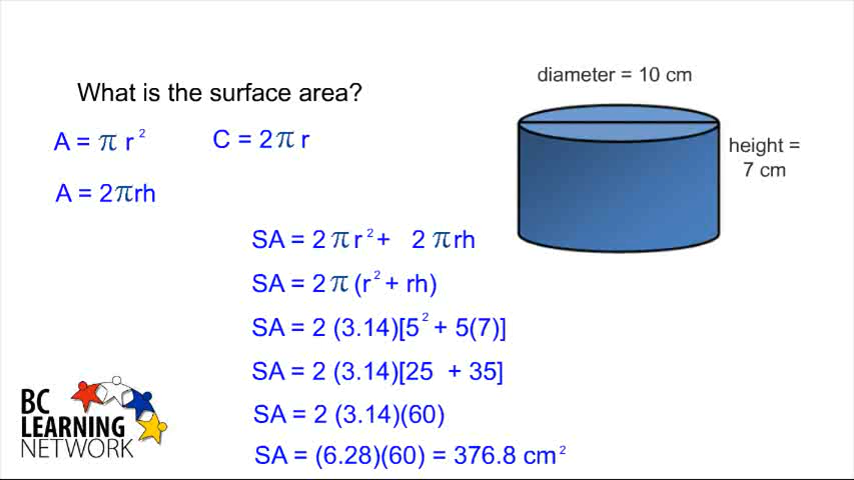 diameter = 10 cm
What is the surface area?
A = π r²
C = 2π r
height =
7 cm
A = 2πrh
SA = 2 π r² + 2 πrh
SA = 2π (r² + rh)
SA = 2 (3.14)[5² + 5(7)]
SA = 2 (3.14)[25 + 35]
SA = 2 (3.14)(60)
SA = (6.28)(60) = 376.8 cm²
BC
LEARNING
NETWORK